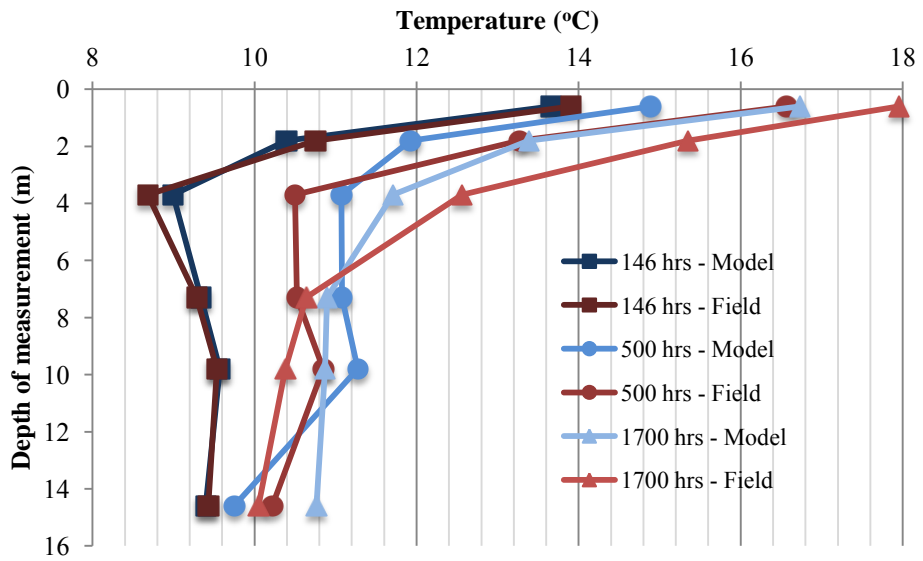 Temperature (°C)
8 10 12 14 16 18
0
2
4
6
8
10
12
14
16
Depth of measurement (m)
146 hrs - Model
146 hrs - Field
500 hrs - Model
500 hrs - Field
1700 hrs - Model
1700 hrs - Field